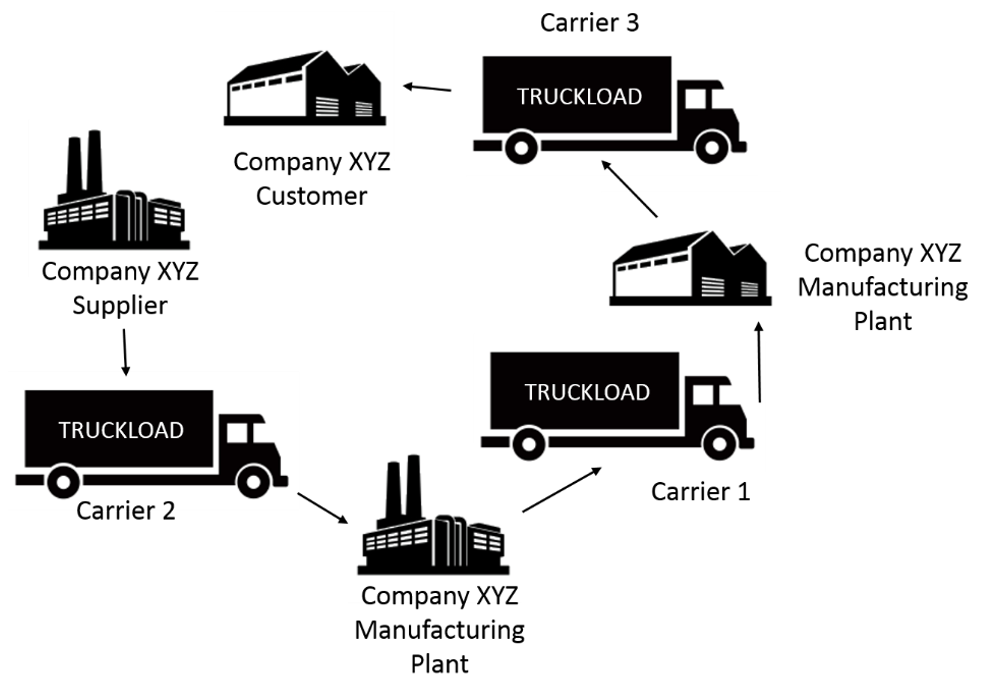 Carrier 3
TRUCKLOAD
Company XYZ
Customer
Company XYZ
Supplier
Company XYZ
Manufacturing
Plant
TRUCKLOAD
Carrier 1
TRUCKLOAD
Carrier 2
Company XYZ
Manufacturing
Plant